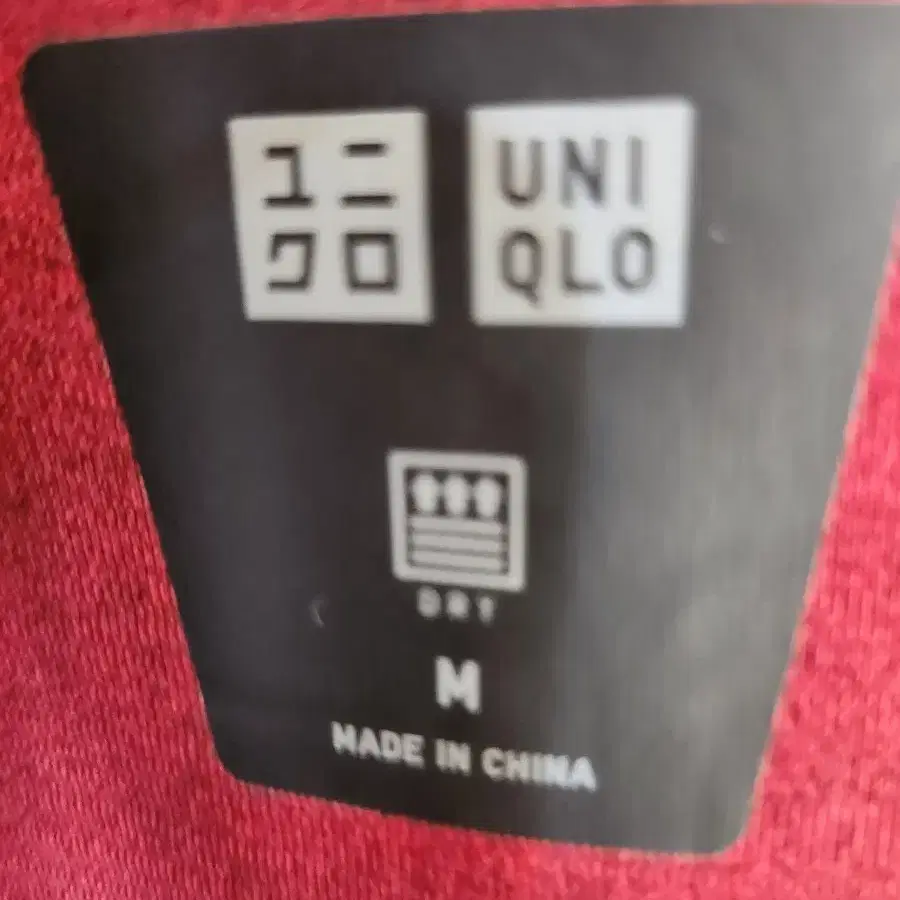 ユニ
クロ
UNI
QLO
DRY
M
MADE IN CHINA